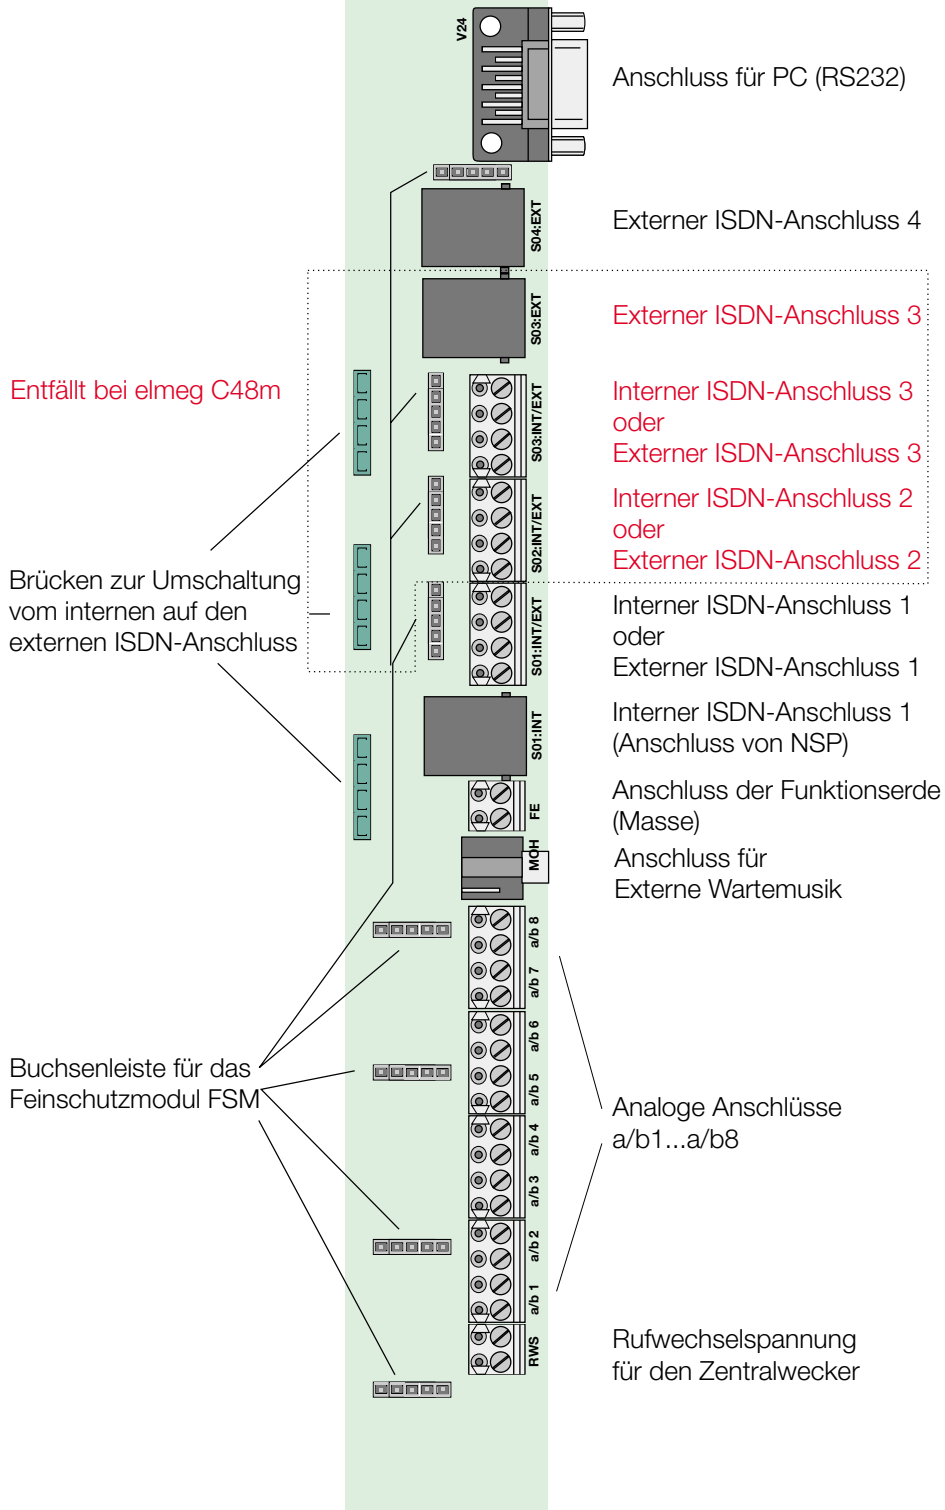 V24
Anschluss für PC (RS232)
S04:EXT
Externer ISDN-Anschluss 4
S03:EXT
Externer ISDN-Anschluss 3
Entfällt bei elmeg C48m
S03:INT/EXT
Interner ISDN-Anschluss 3
oder
Externer ISDN-Anschluss 3
S02:INT/EXT
Interner ISDN-Anschluss 2
oder
Externer ISDN-Anschluss 2
Brücken zur Umschaltung
vom internen auf den
externen ISDN-Anschluss
S01:INT/EXT
Interner ISDN-Anschluss 1
oder
Externer ISDN-Anschluss 1
S01:INT
Interner ISDN-Anschluss 1
(Anschluss von NSP)
FE
Anschluss der Funktionserde
(Masse)
MOH
Anschluss für
Externe Wartemusik
a/b 8
a/b 7
a/b 6
a/b 5
Buchsenleiste für das
Feinschutzmodul FSM
a/b 4
a/b 3
a/b 2
a/b 1
Analoge Anschlüsse
a/b1...a/b8
RWS
Rufwechselspannung
für den Zentralwecker